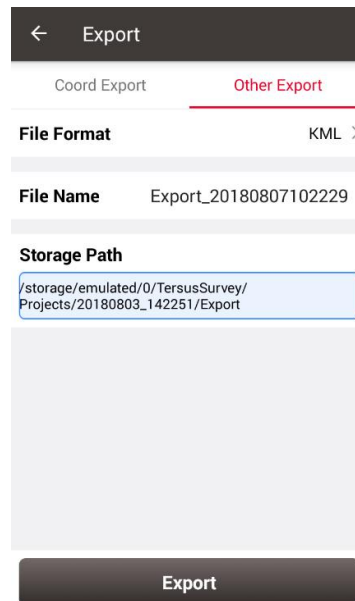 Export
Coord Export Other Export
File Format KML
File Name Export_20180807102229
Storage Path
/storage/emulated/0/TersusSurvey/
Projects/20180803_142251/Export
Export